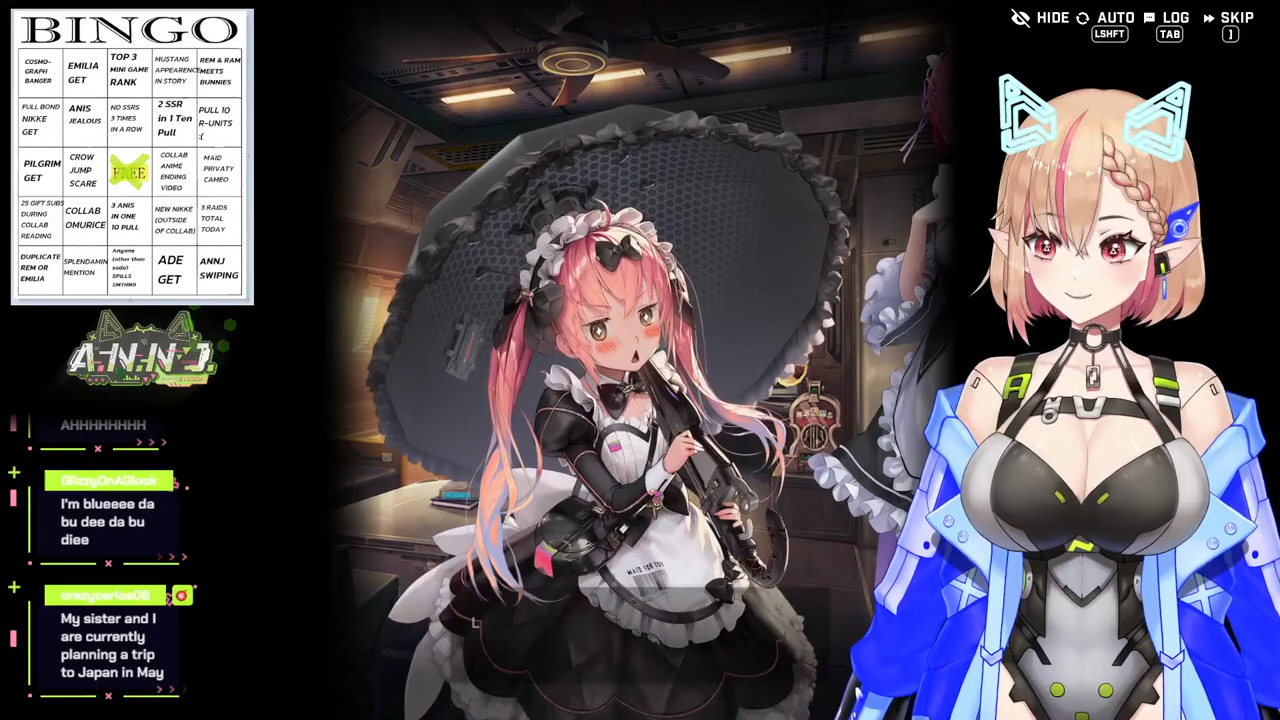 BINGO
COSMO-
GRAPH
BANGER
EMILIA
GET
TOP 3
MINI GAME
RANK
MUSTANG
APPEARENCE
IN STORY
REM & RAM
MEETS
BUNNIES
FULL BOND
NIKKE
GET
ANIS
JEALOUS
NO SSRS
3 TIMES
IN A ROW
2 SSR
in 1 Ten
Pull
PULL 10
R-UNITS
:(
PILGRIM
GET
CROW
JUMP
SCARE
FREE
COLLAB
ANIME
ENDING
VIDEO
MAID
PRIVATY
CAMEO
25 GIFT SUBS
DURING
COLLAB
READING
COLLAB
OMURICE
3 ANIS
IN ONE
10 PULL
NEW NIKKE
(OUTSIDE
OF COLLAB)
3 RAIDS
TOTAL
TODAY
DUPLICATE
REM OR
EMILIA
SPLENDAMIN
MENTION
Anyone
(other than
soda)
SPILLS
SMTHN9
ADE
GET
ANNJ
SWIPING
A.N.N.J.
AHHHHHHHH
GlizzyOnAGlock
I'm blueeee da
bu dee da bu
diee
crazycarlos08
My sister and I
are currently
planning a trip
to Japan in May
HIDE AUTO LOG SKIP
LSHFT TAB ]
MAID FOR YOU
A